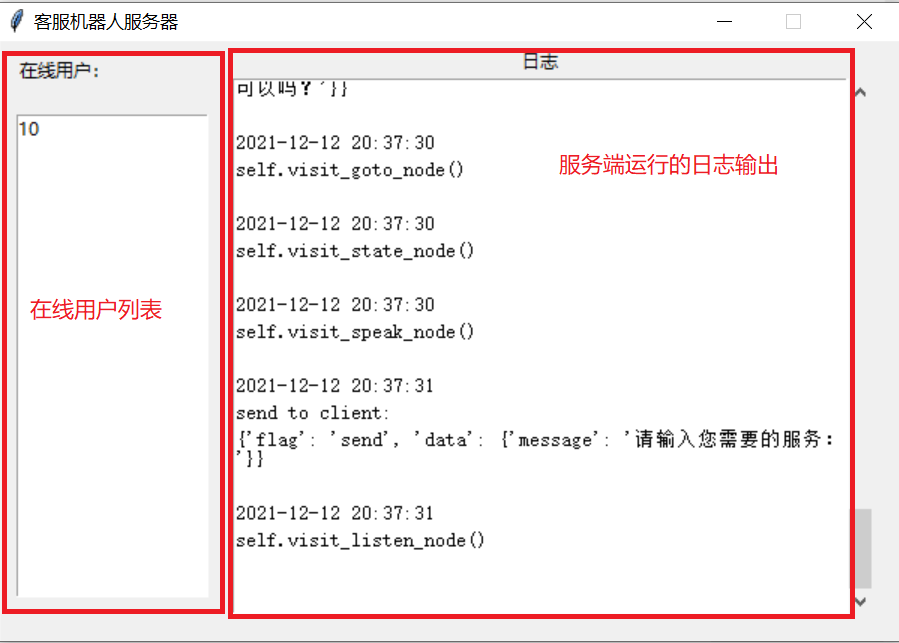 客服机器人服务器
在线用户：
10
在线用户列表
日志
可以吗？'}}
2021-12-12 20:37:30
self.visit_goto_node()
服务端运行的日志输出
2021-12-12 20:37:30
self.visit_state_node()
2021-12-12 20:37:30
self.visit_speak_node()
2021-12-12 20:37:31
send to client:
{'flag': 'send', 'data': {'message': '请输入您需要的服务：
'}}
2021-12-12 20:37:31
self.visit_listen_node()